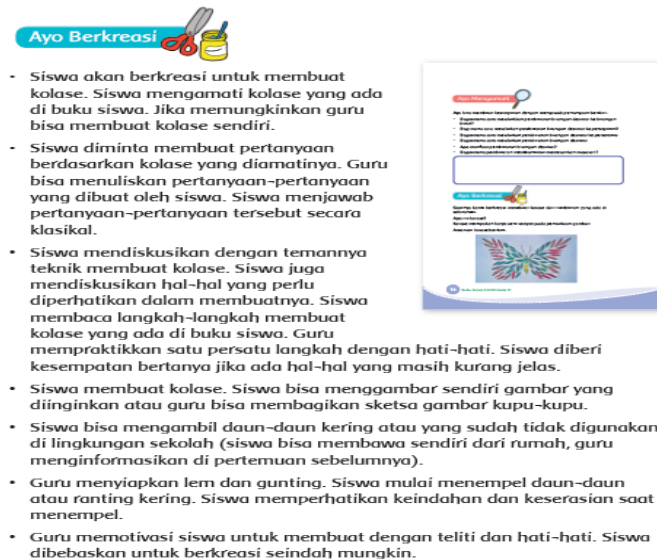 Ayo Berkreasi
• Siswa akan berkreasi untuk membuat
kolase. Siswa mengamati kolase yang ada
di buku siswa. Jika memungkinkan guru
bisa membuat kolase sendiri.
• Siswa diminta membuat pertanyaan
berdasarkan kolase yang diamatinya. Guru
bisa menuliskan pertanyaan-pertanyaan
yang dibuat oleh siswa. Siswa menjawab
pertanyaan-pertanyaan tersebut secara
klasikal.
• Siswa mendiskusikan dengan temannya
teknik membuat kolase. Siswa juga
mendiskusikan hal-hal yang perlu
diperhatikan dalam membuatnya. Siswa
membaca langkah-langkah membuat
kolase yang ada di buku siswa. Guru
mempraktikkan satu persatu langkah dengan hati-hati. Siswa diberi
kesempatan bertanya jika ada hal-hal yang masih kurang jelas.
• Siswa membuat kolase. Siswa bisa menggambar sendiri gambar yang
diinginkan atau guru bisa membagikan sketsa gambar kupu-kupu.
• Siswa bisa mengambil daun-daun kering atau yang sudah tidak digunakan
di lingkungan sekolah (siswa bisa membawa sendiri dari rumah, guru
menginformasikan di pertemuan sebelumnya).
• Guru menyiapkan lem dan gunting. Siswa mulai menempel daun-daun
atau ranting kering. Siswa memperhatikan keindahan dan keserasian saat
menempel.
• Guru memotivasi siswa untuk membuat dengan teliti dan hati-hati. Siswa
dibebaskan untuk berkreasi seindah mungkin.
Ayo Mengamati
Ayo Berkreasi